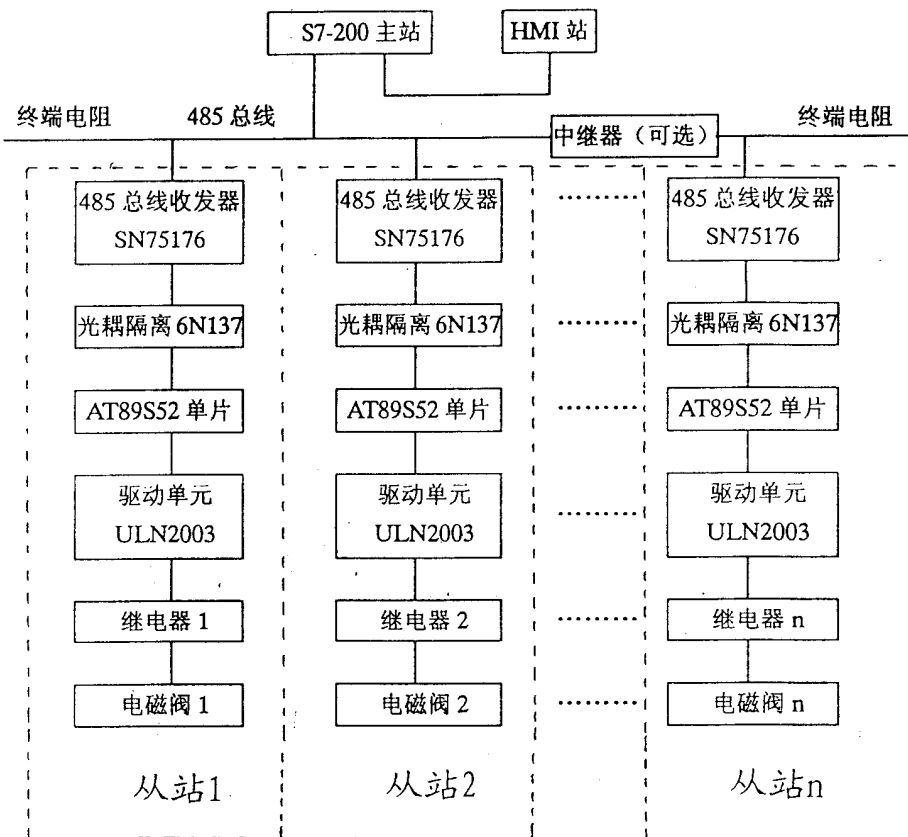 S7-200 主站
HMI 站
终端电阻
485 总线
中继器（可选）
终端电阻
485 总线收发器
SN75176
485 总线收发器
SN75176
………
485 总线收发器
SN75176
光耦隔离 6N137
光耦隔离 6N137
………
光耦隔离 6N137
AT89S52 单片
AT89S52 单片
………
AT89S52 单片
驱动单元
ULN2003
驱动单元
ULN2003
………
驱动单元
ULN2003
继电器 1
继电器 2
………
继电器 n
电磁阀 1
电磁阀 2
………
电磁阀 n
从站1
从站2
从站n